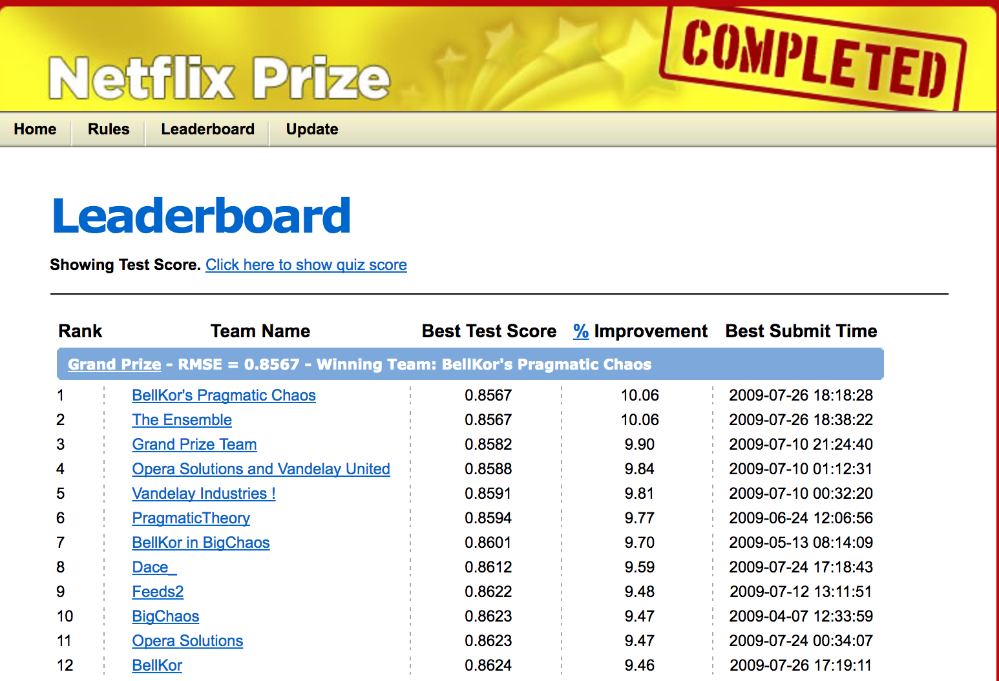 Netflix Prize
COMPLETED
Home Rules Leaderboard Update
Leaderboard
Showing Test Score. Click here to show quiz score
Rank Team Name Best Test Score % Improvement Best Submit Time
Grand Prize - RMSE = 0.8567 - Winning Team: BellKor's Pragmatic Chaos
1 BellKor's Pragmatic Chaos 0.8567 10.06 2009-07-26 18:18:28
2 The Ensemble 0.8567 10.06 2009-07-26 18:38:22
3 Grand Prize Team 0.8582 9.90 2009-07-10 21:24:40
4 Opera Solutions and Vandelay United 0.8588 9.84 2009-07-10 01:12:31
5 Vandelay Industries ! 0.8591 9.81 2009-07-10 00:32:20
6 PragmaticTheory 0.8594 9.77 2009-06-24 12:06:56
7 BellKor in BigChaos 0.8601 9.70 2009-05-13 08:14:09
8 Dace_ 0.8612 9.59 2009-07-24 17:18:43
9 Feeds2 0.8622 9.48 2009-07-12 13:11:51
10 BigChaos 0.8623 9.47 2009-04-07 12:33:59
11 Opera Solutions 0.8623 9.47 2009-07-24 00:34:07
12 BellKor 0.8624 9.46 2009-07-26 17:19:11